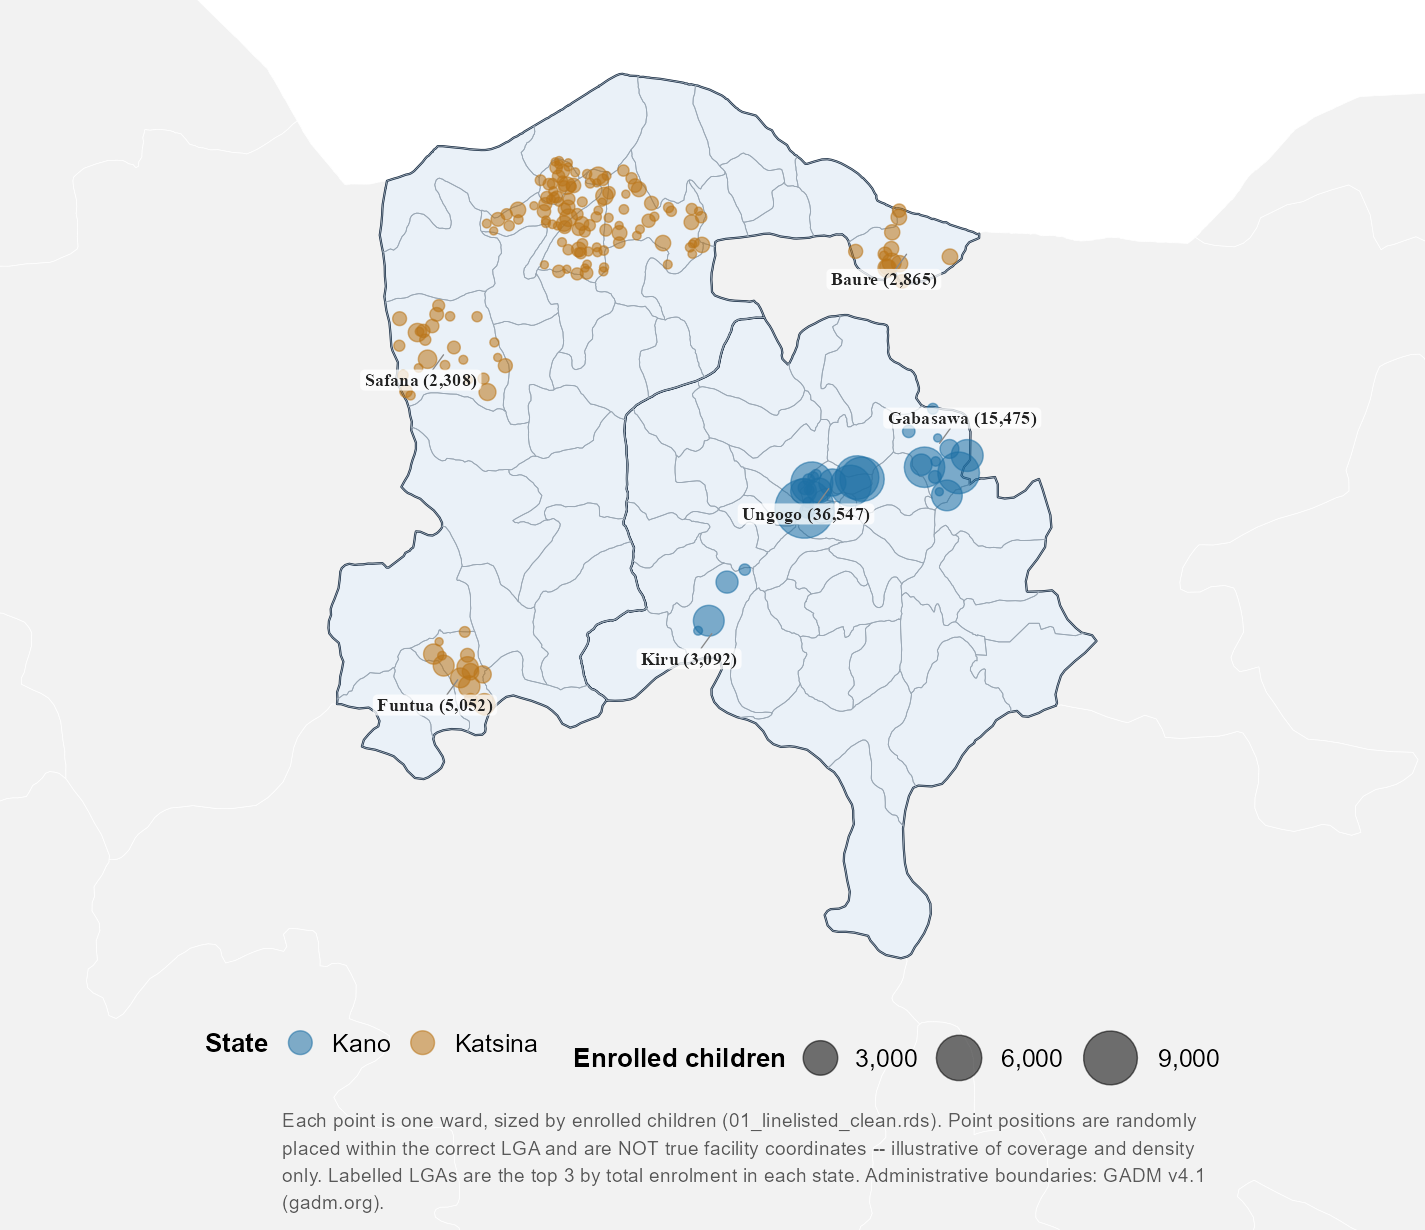 Baure (2,865)
Safana (2,308)
Gabasawa (15,475)
Ungogo (36,547)
Kiru (3,092)
Funtua (5,052)
State Kano Katsina Enrolled children 3,000 6,000 9,000
Each point is one ward, sized by enrolled children (01_linelisted_clean.rds). Point positions are randomly
placed within the correct LGA and are NOT true facility coordinates -- illustrative of coverage and density
only. Labelled LGAs are the top 3 by total enrolment in each state. Administrative boundaries: GADM v4.1
(gadm.org).